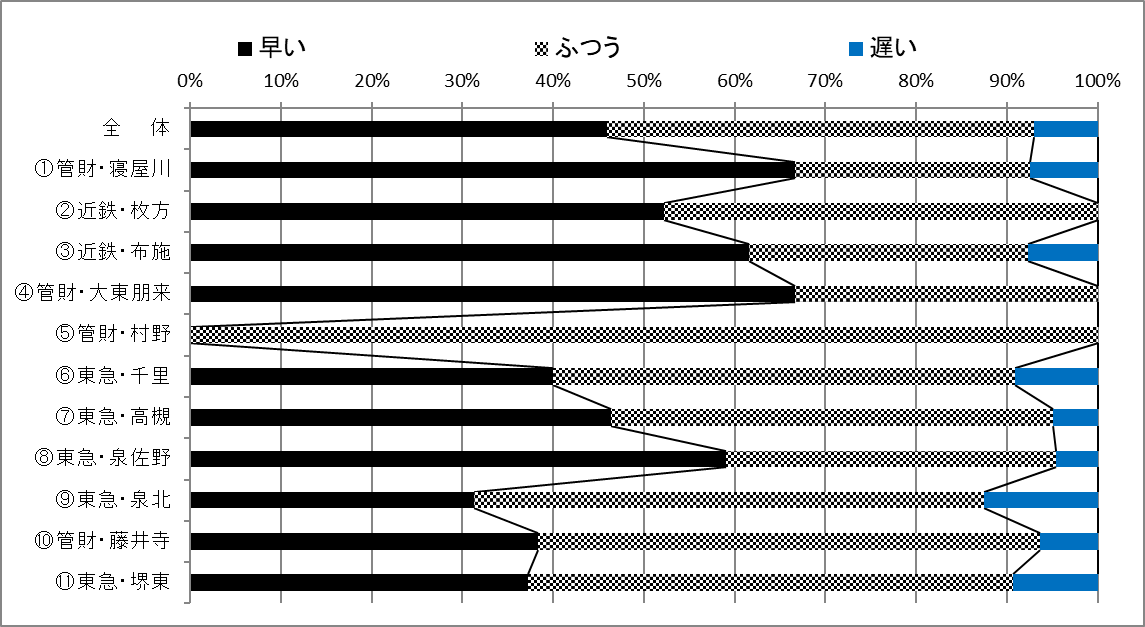 早い ふつう 遅い
0% 10% 20% 30% 40% 50% 60% 70% 80% 90% 100%
全 体
①管財・寝屋川
②近鉄・枚方
③近鉄・布施
④管財・大東朋来
⑤管財・村野
⑥東急・千里
⑦東急・高槻
⑧東急・泉佐野
⑨東急・泉北
⑩管財・藤井寺
⑪東急・堺東